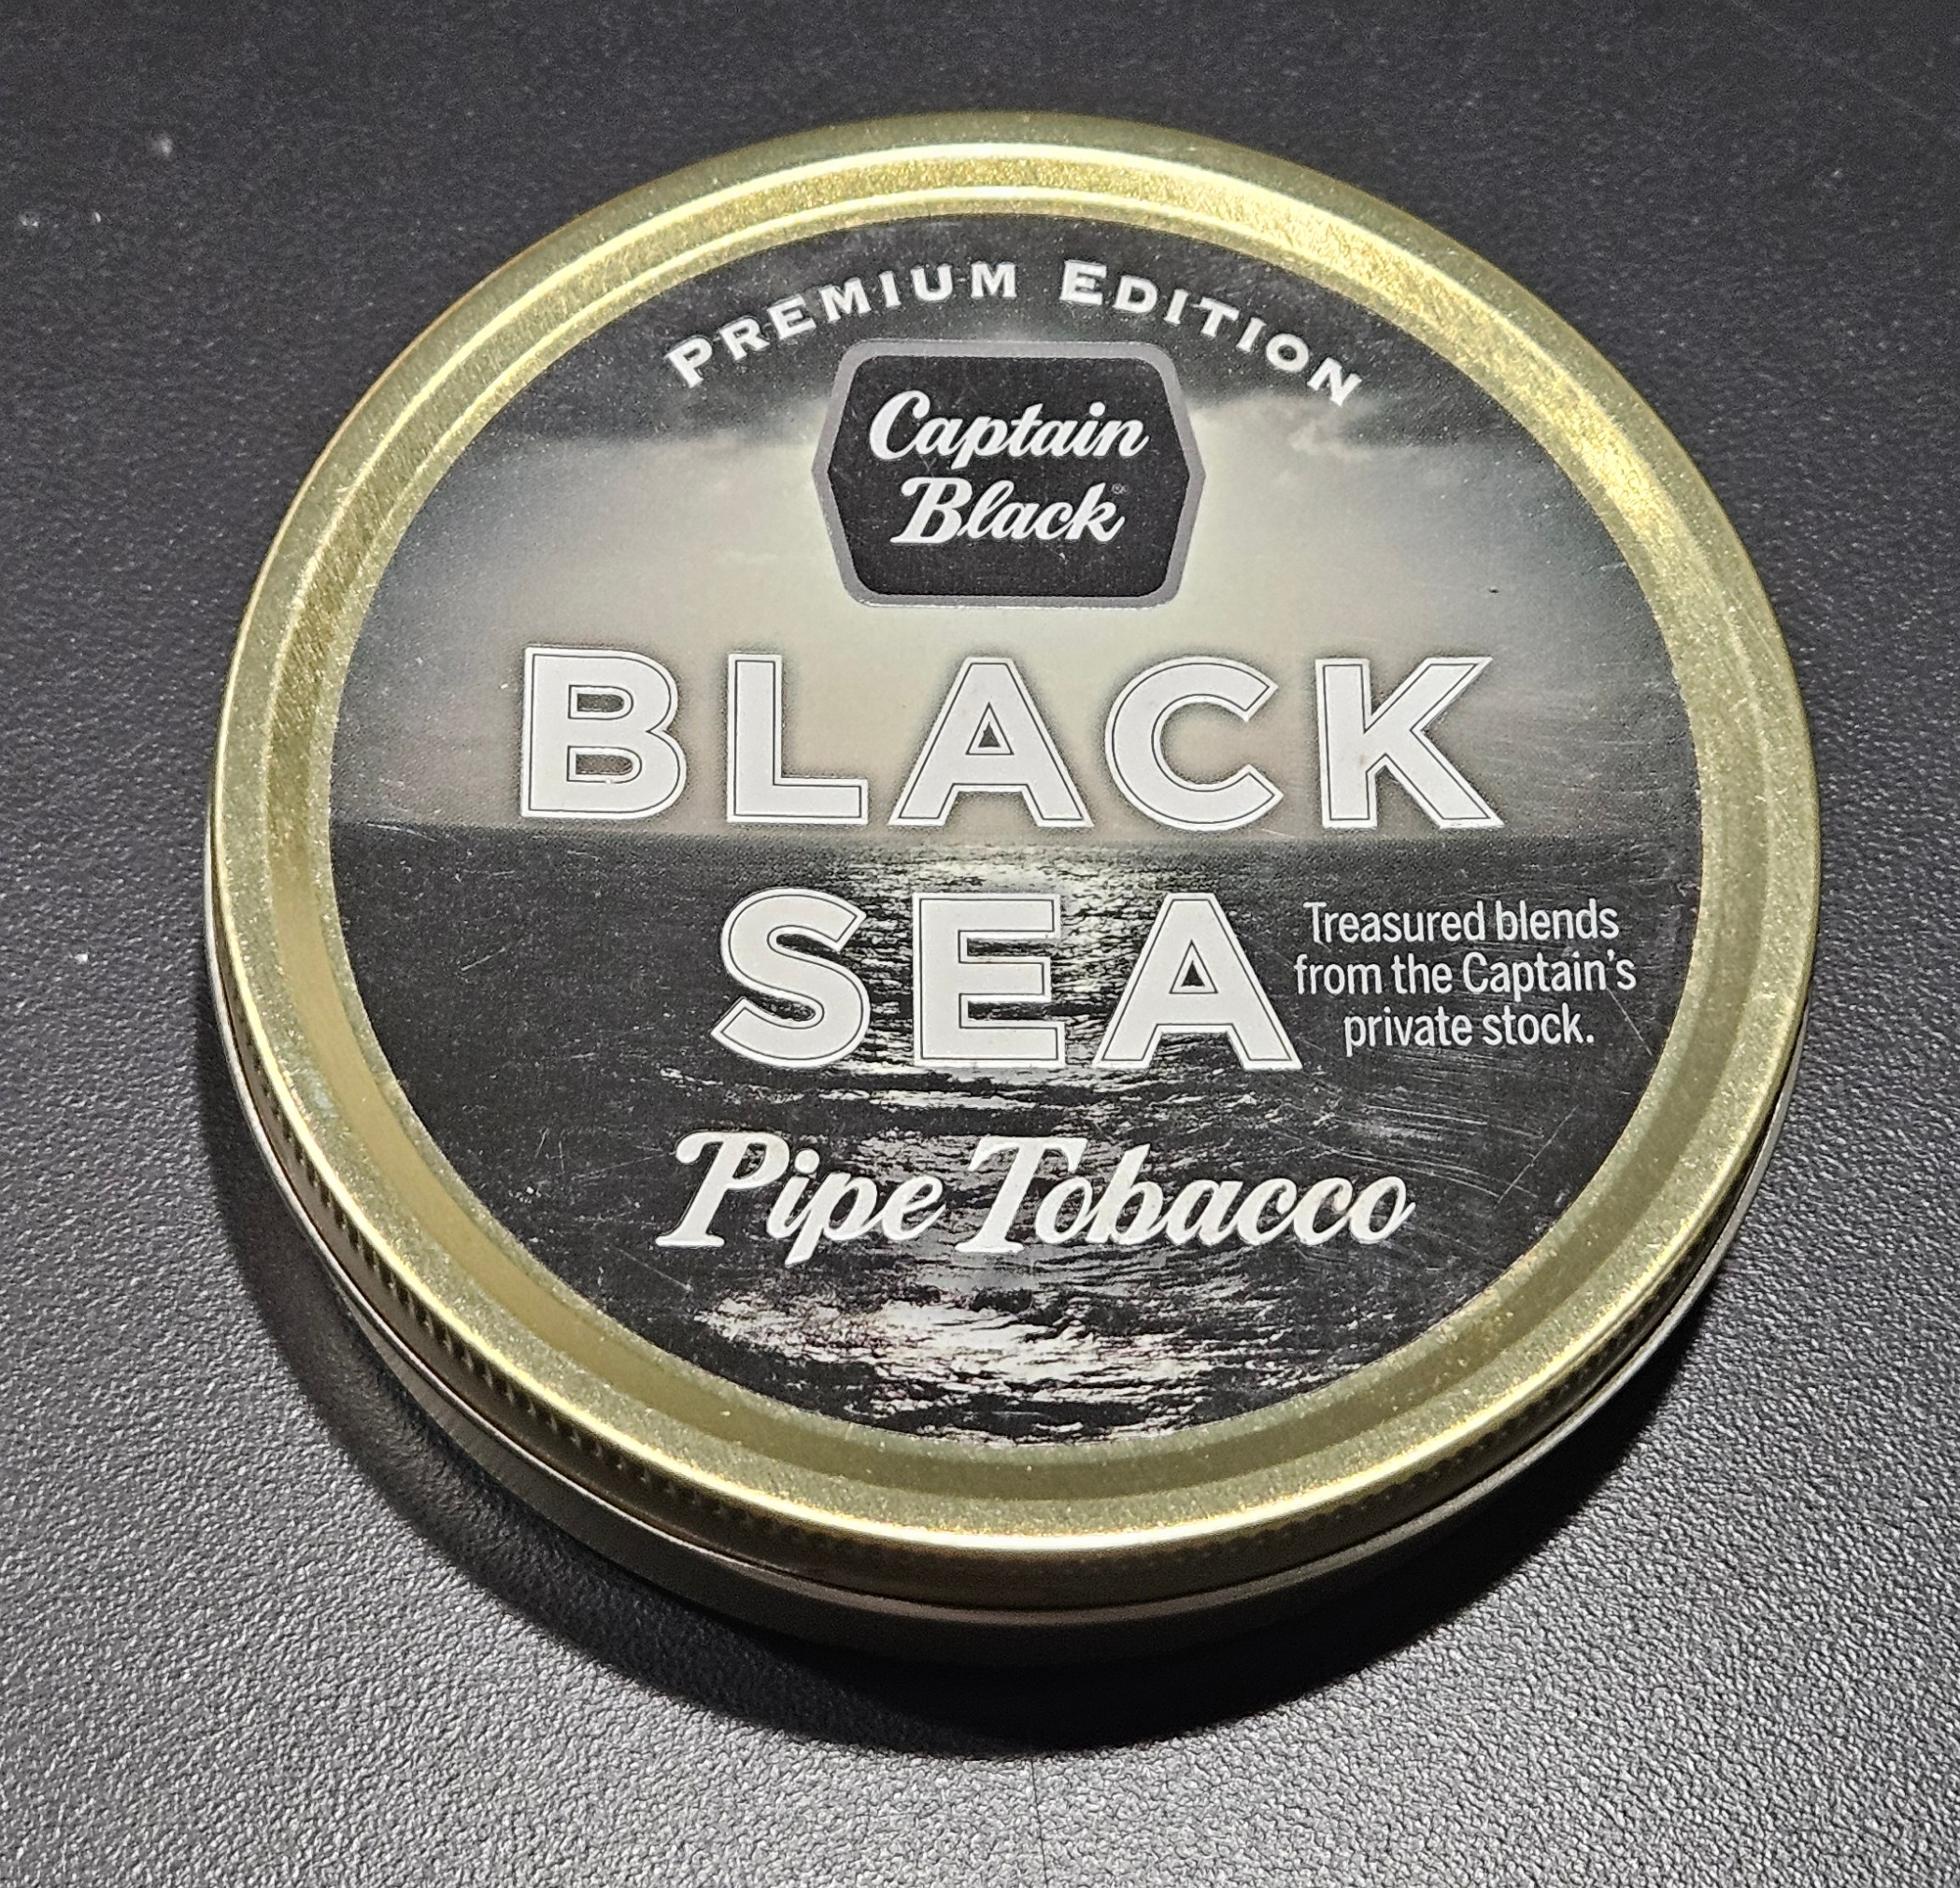 PREMIUM EDITION
Captain
Black®
BLACK
SEA
Treasured blends
from the Captain's
private stock.
Pipe Tobacco